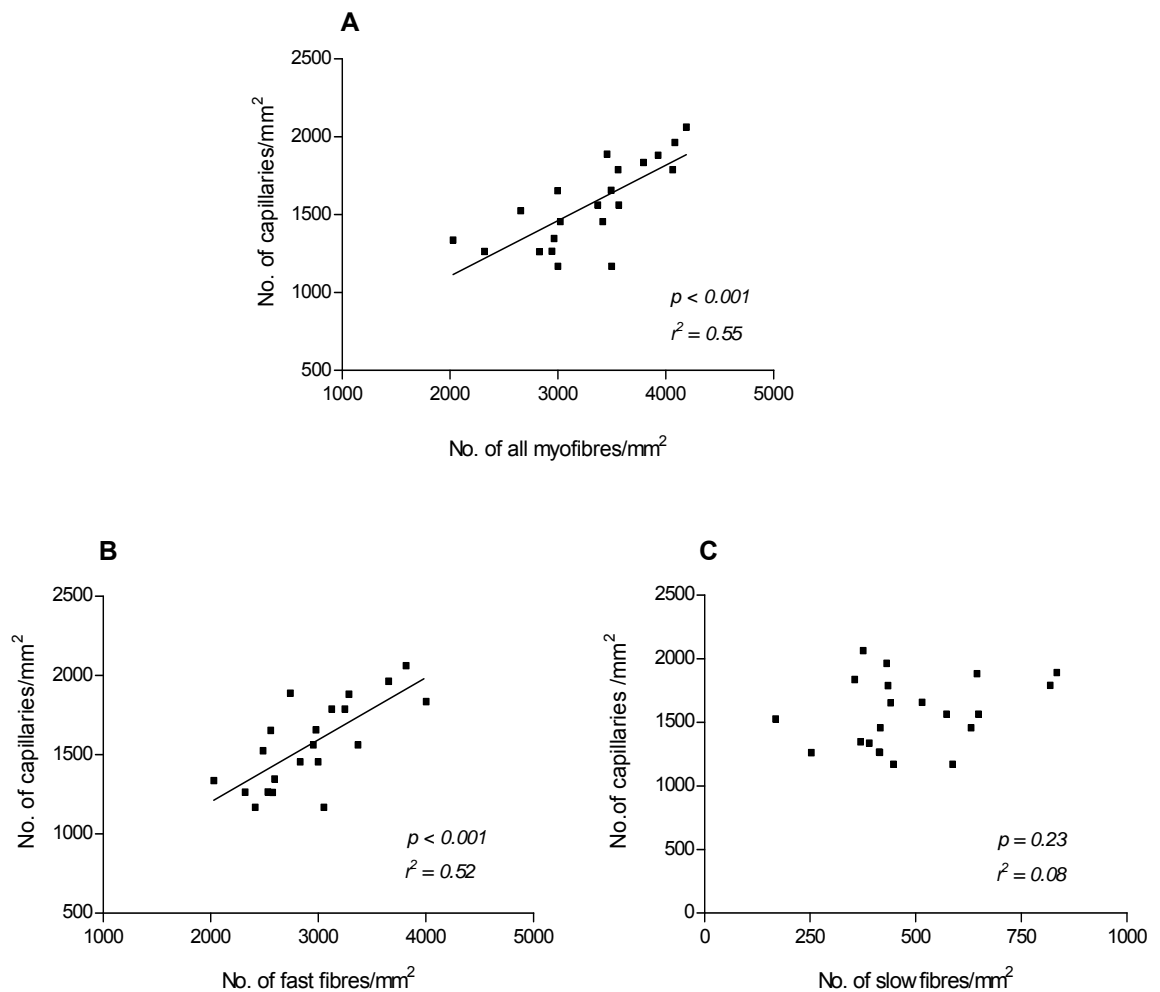 A
2500
2000
1500
1000
500
1000 2000 3000 4000 5000
No. of capillaries/mm²
No. of all myofibres/mm²
p < 0.001
r² = 0.55
B
2500
2000
1500
1000
500
1000 2000 3000 4000 5000
No. of capillaries/mm²
No. of fast fibres/mm²
p < 0.001
r² = 0.52
C
2500
2000
1500
1000
500
0
0 250 500 750 1000
No.of capillaries /mm²
No. of slow fibres/mm²
p = 0.23
r² = 0.08